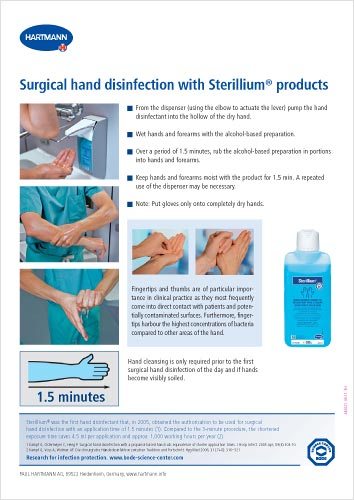 HARTMANN
Surgical hand disinfection with Sterillium® products
From the dispenser (using the elbow to actuate the lever) pump the hand
disinfectant into the hollow of the dry hand.
Wet hands and forearms with the alcohol-based preparation.
Over a period of 1.5 minutes, rub the alcohol-based preparation in portions
into hands and forearms.
Keep hands and forearms moist with the product for 1.5 min. A repeated
use of the dispenser may be necessary.
Note: Put gloves only onto completely dry hands.
Fingertips and thumbs are of particular impor-
tance in clinical practice as they most frequently
come into direct contact with patients and poten-
tially contaminated surfaces. Furthermore, finger-
tips harbour the highest concentrations of bacteria
compared to other areas of the hand.
Sterillium®
Hand cleansing is only required prior to the first
surgical hand disinfection of the day and if hands
become visibly soiled.
1.5 minutes
Sterillium® was the first hand disinfectant that, in 2005, obtained the authorisation to be used for surgical
hand disinfection with an application time of 1.5 minutes (1). Compared to the 3-minute procedure, the shortened
exposure time saves 4.5 ml per application and approx. 1,000 working hours per year (2).
Research for infection protection. www.bode-science-center.com
PAUL HARTMANN AG, 89522 Heidenheim, Germany, www.hartmann.info